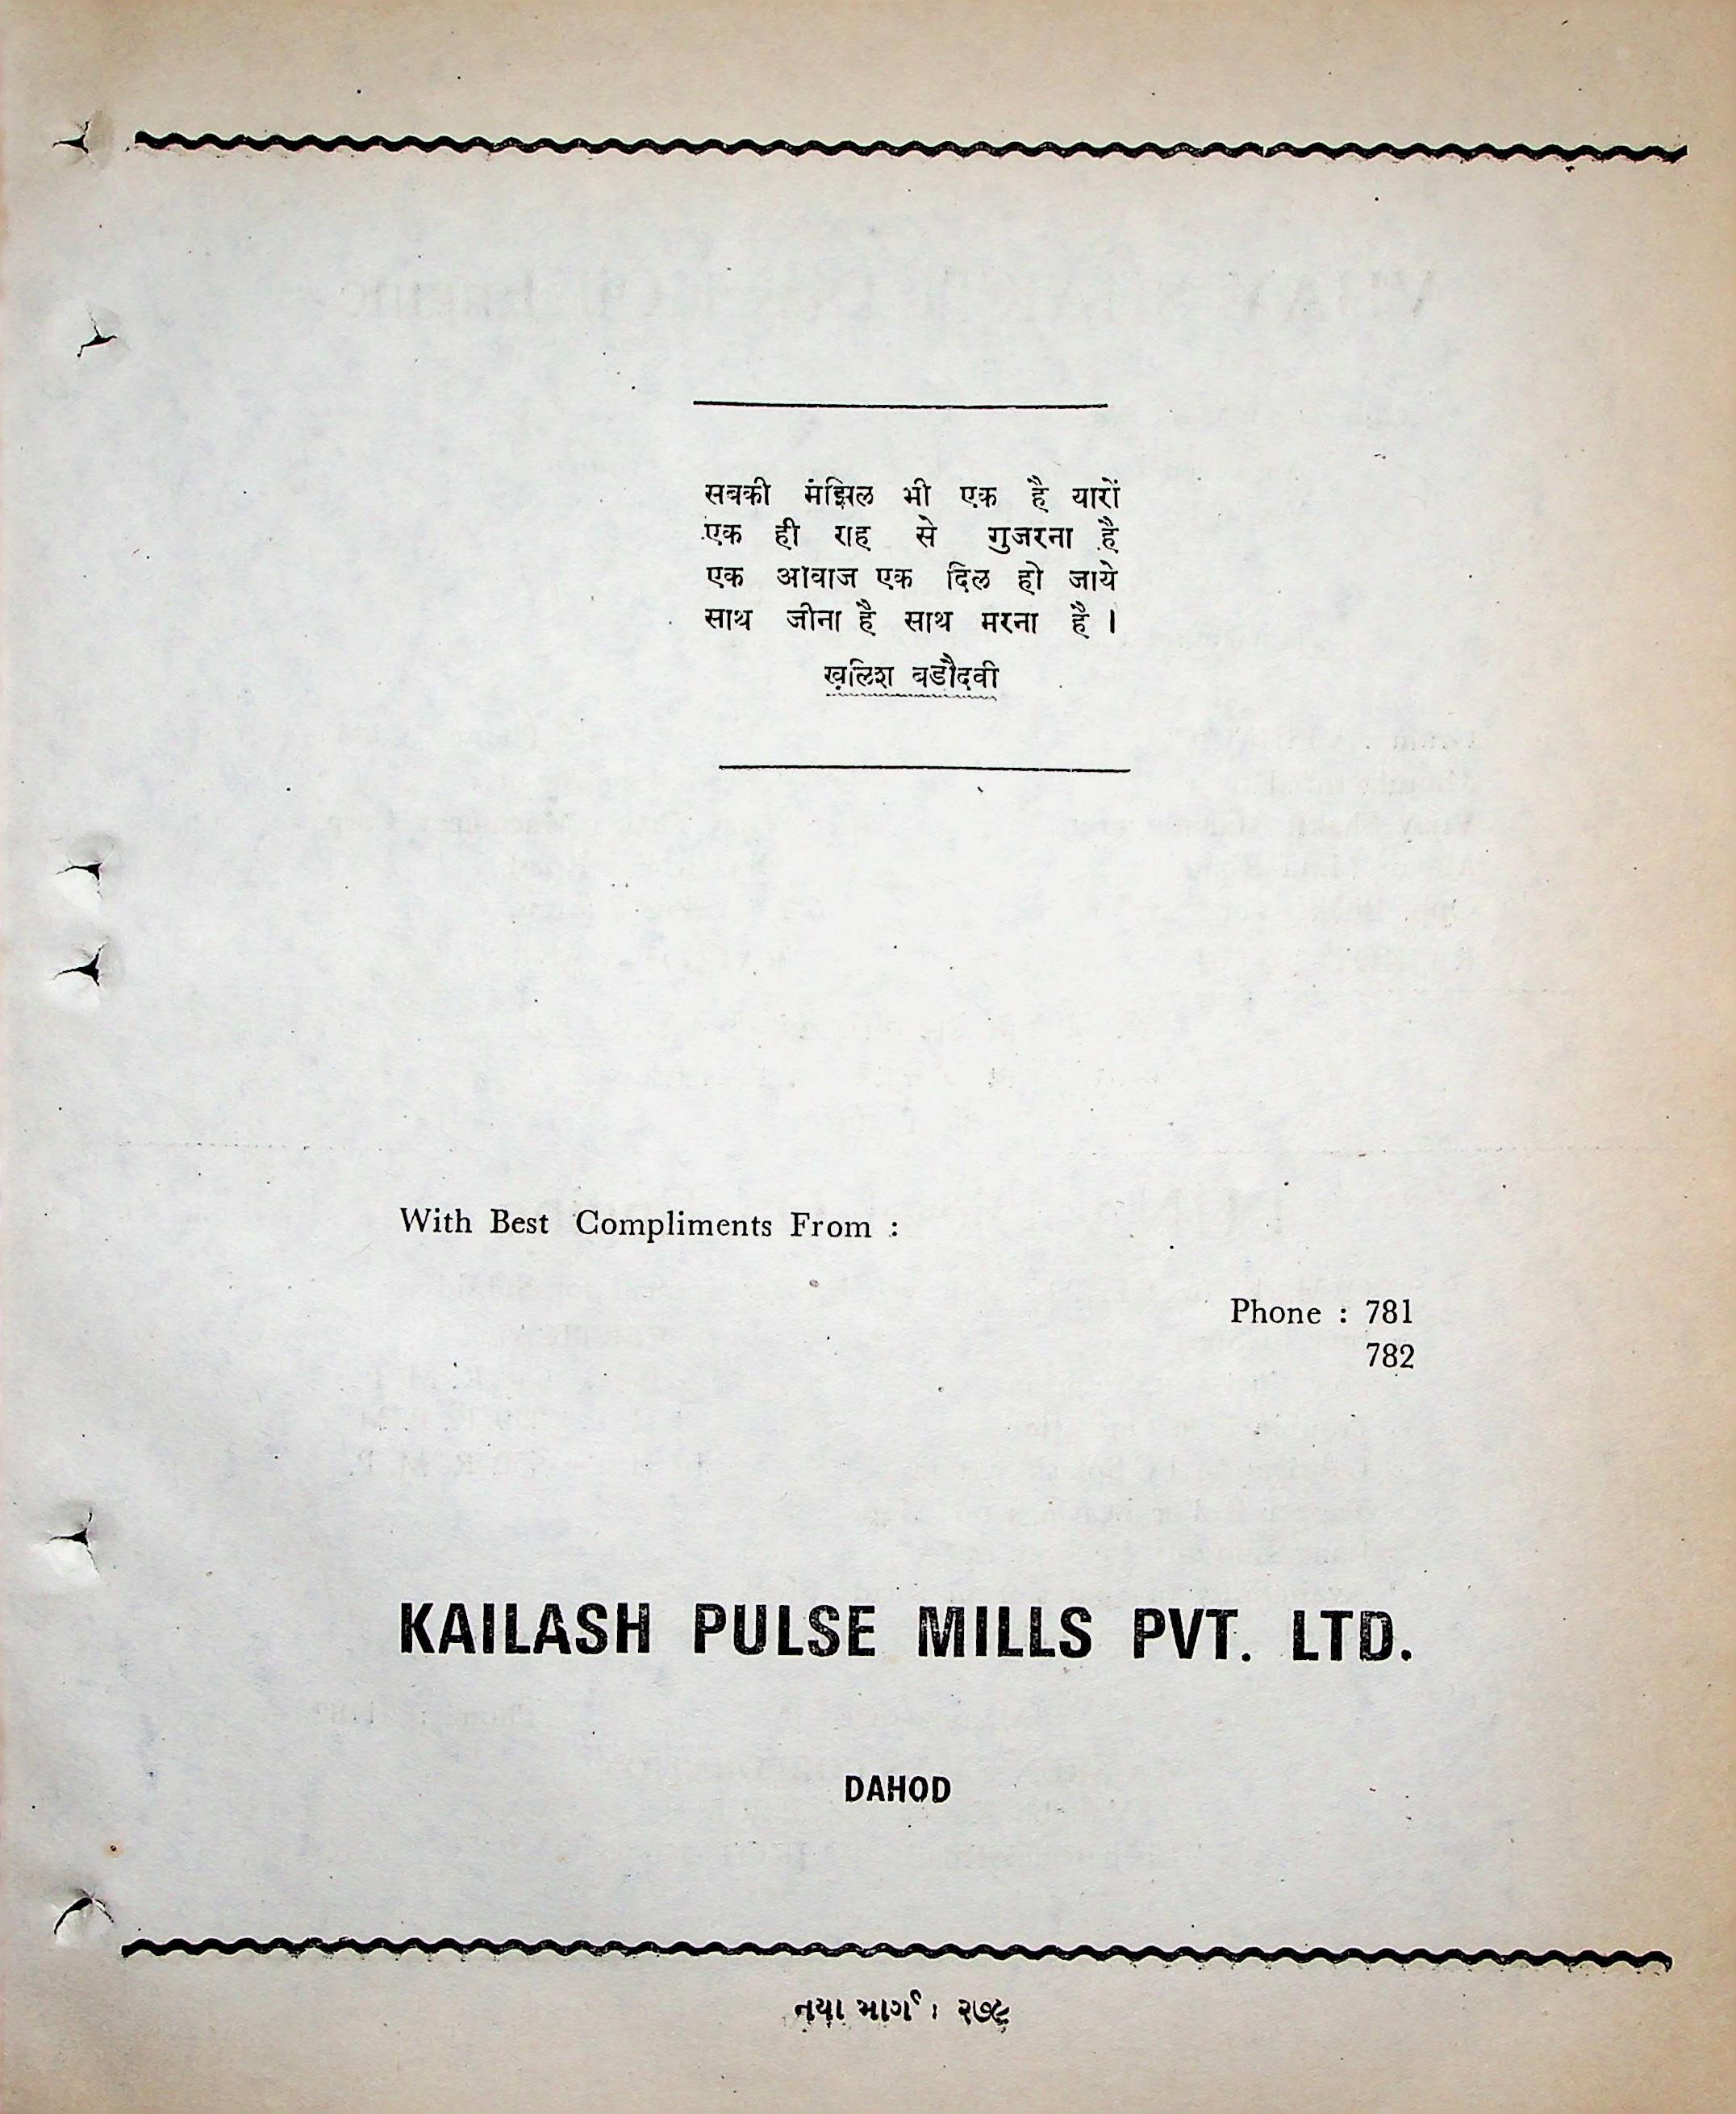 सबकी मंझिल भी एक है यारों
एक ही राह से गुजरना है
एक आवाज एक दिल हो जाये
साथ जीना है साथ मरना है ।
ख़लिश बडौदवी
With Best Compliments From :
Phone : 781
782
KAILASH PULSE MILLS PVT. LTD.
DAHOD
નયા માર્ગ : ૨૭૯